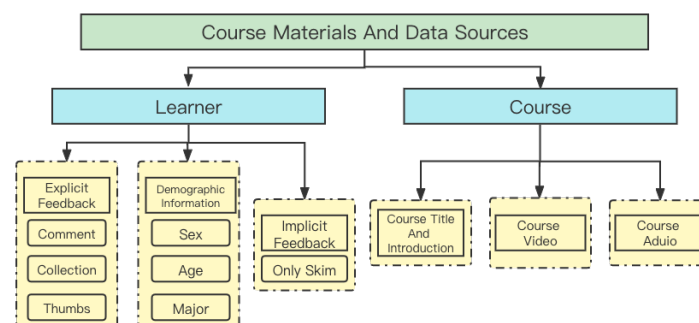 Course Materials And Data Sources
Learner
Course
Explicit
Feedback
Comment
Collection
Thumbs
Demographic
Information
Sex
Age
Major
Implicit
Feedback
Only Skim
Course Title
And
Introduction
Course
Video
Course
Aduio